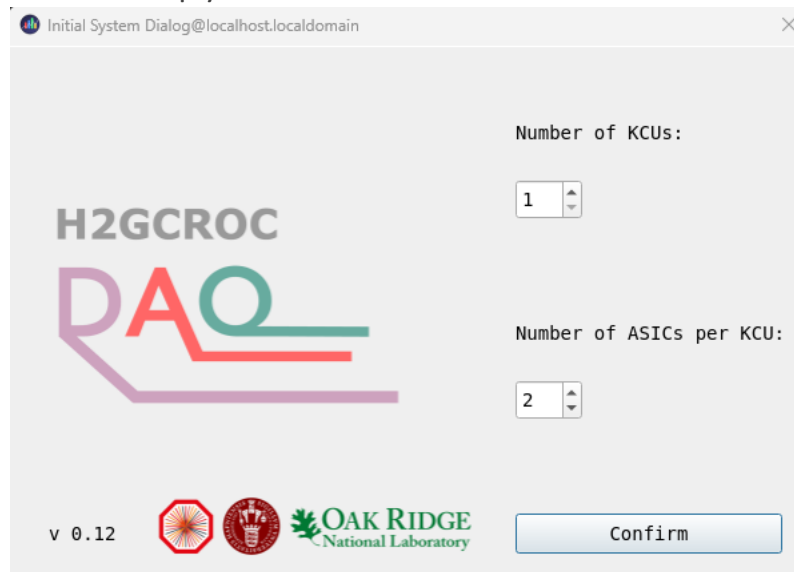 Initial System Dialog@localhost.localdomain
Number of KCUs:
1
H2GCROC
DAQ
Number of ASICs per KCU:
2
v 0.12
OAK RIDGE
National Laboratory
Confirm